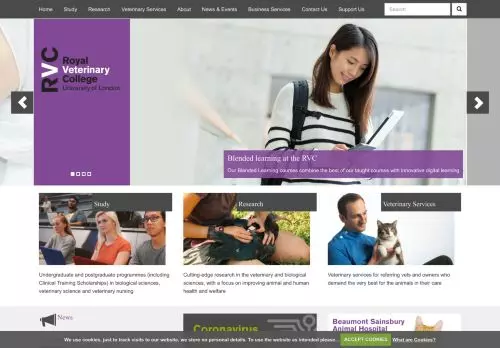 Home Study Research Veterinary Services About News & Events Business Services Contact Us Support Us Search
RVC
Royal
Veterinary
College
University of London
Blended learning at the RVC
Our Blended Learning courses combine the best of our taught courses with innovative digital learning
Study
Undergraduate and postgraduate programmes (including
Clinical Training Scholarships) in biological sciences,
veterinary science and veterinary nursing
Research
Cutting-edge research in the veterinary and biological
sciences, with a focus on improving animal and human
health and welfare
Veterinary Services
Veterinary services for referring vets and owners who
demand the very best for the animals in their care
News
Coronavirus
Beaumont Sainsbury
Animal Hospital
We use cookies, just to track visits to our website, we store no personal details. To use the website as intended please... ACCEPT COOKIES What are Cookies?